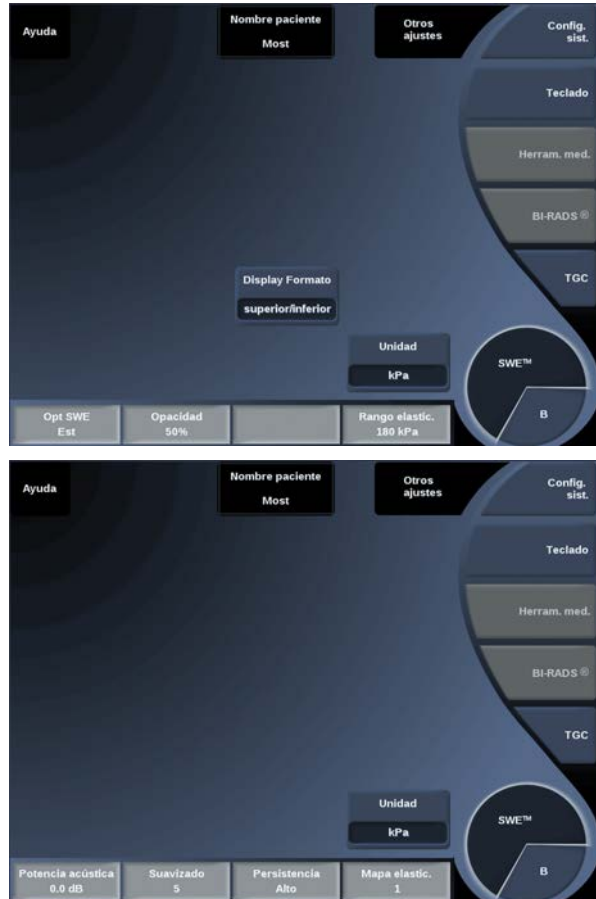 Ayuda
Nombre paciente
Most
Otros
ajustes
Config.
sist.
Teclado
Herram. med.
BI-RADS ®
TGC
Display Formato
superior/inferior
Unidad
kPa
SWE™
B
Opt SWE
Est
Opacidad
50%
Rango elastic.
180 kPa
Ayuda
Nombre paciente
Most
Otros
ajustes
Config.
sist.
Teclado
Herram. med.
BI-RADS ®
TGC
Unidad
kPa
SWE™
B
Potencia acústica
0.0 dB
Suavizado
5
Persistencia
Alto
Mapa elastic.
1